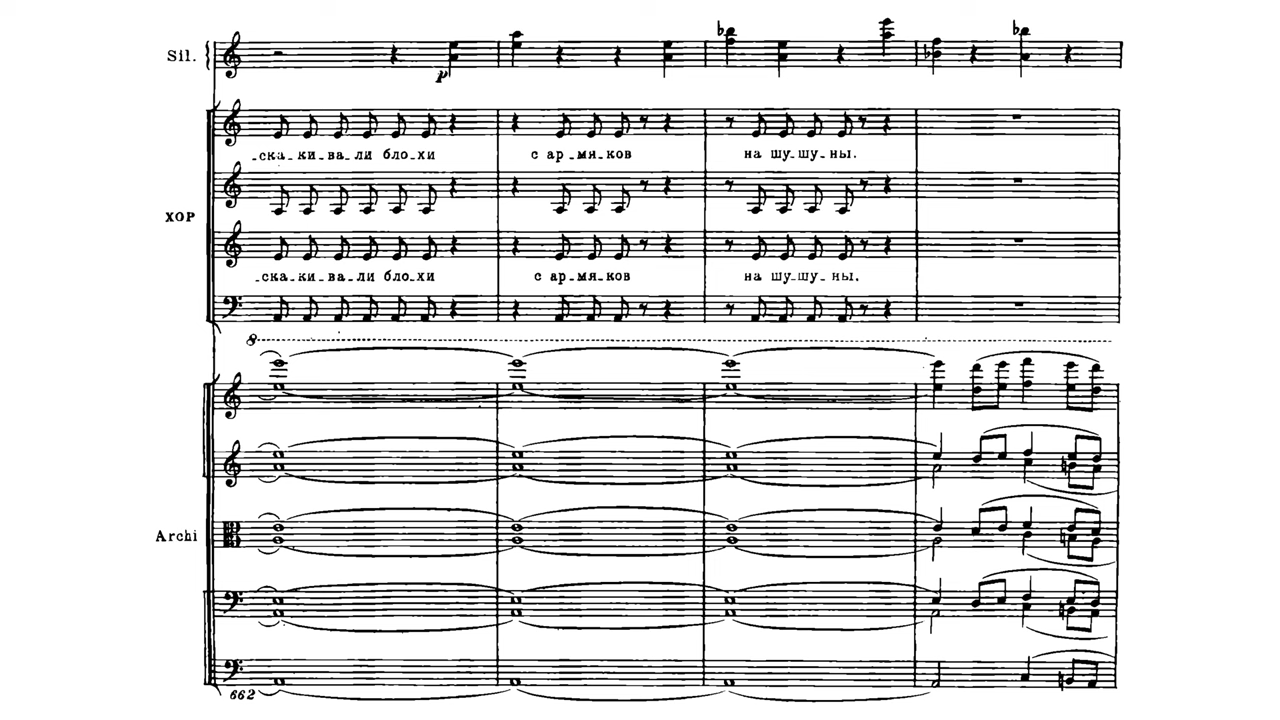 Sil.
p
-ска-ки-ва-ли бло-хи с ар-мя-ков на шу-шу-ны.
ХОР
-ска-ки-ва-ли бло-хи с ар-мя-ков на шу-шу-ны.
8
Archi
662